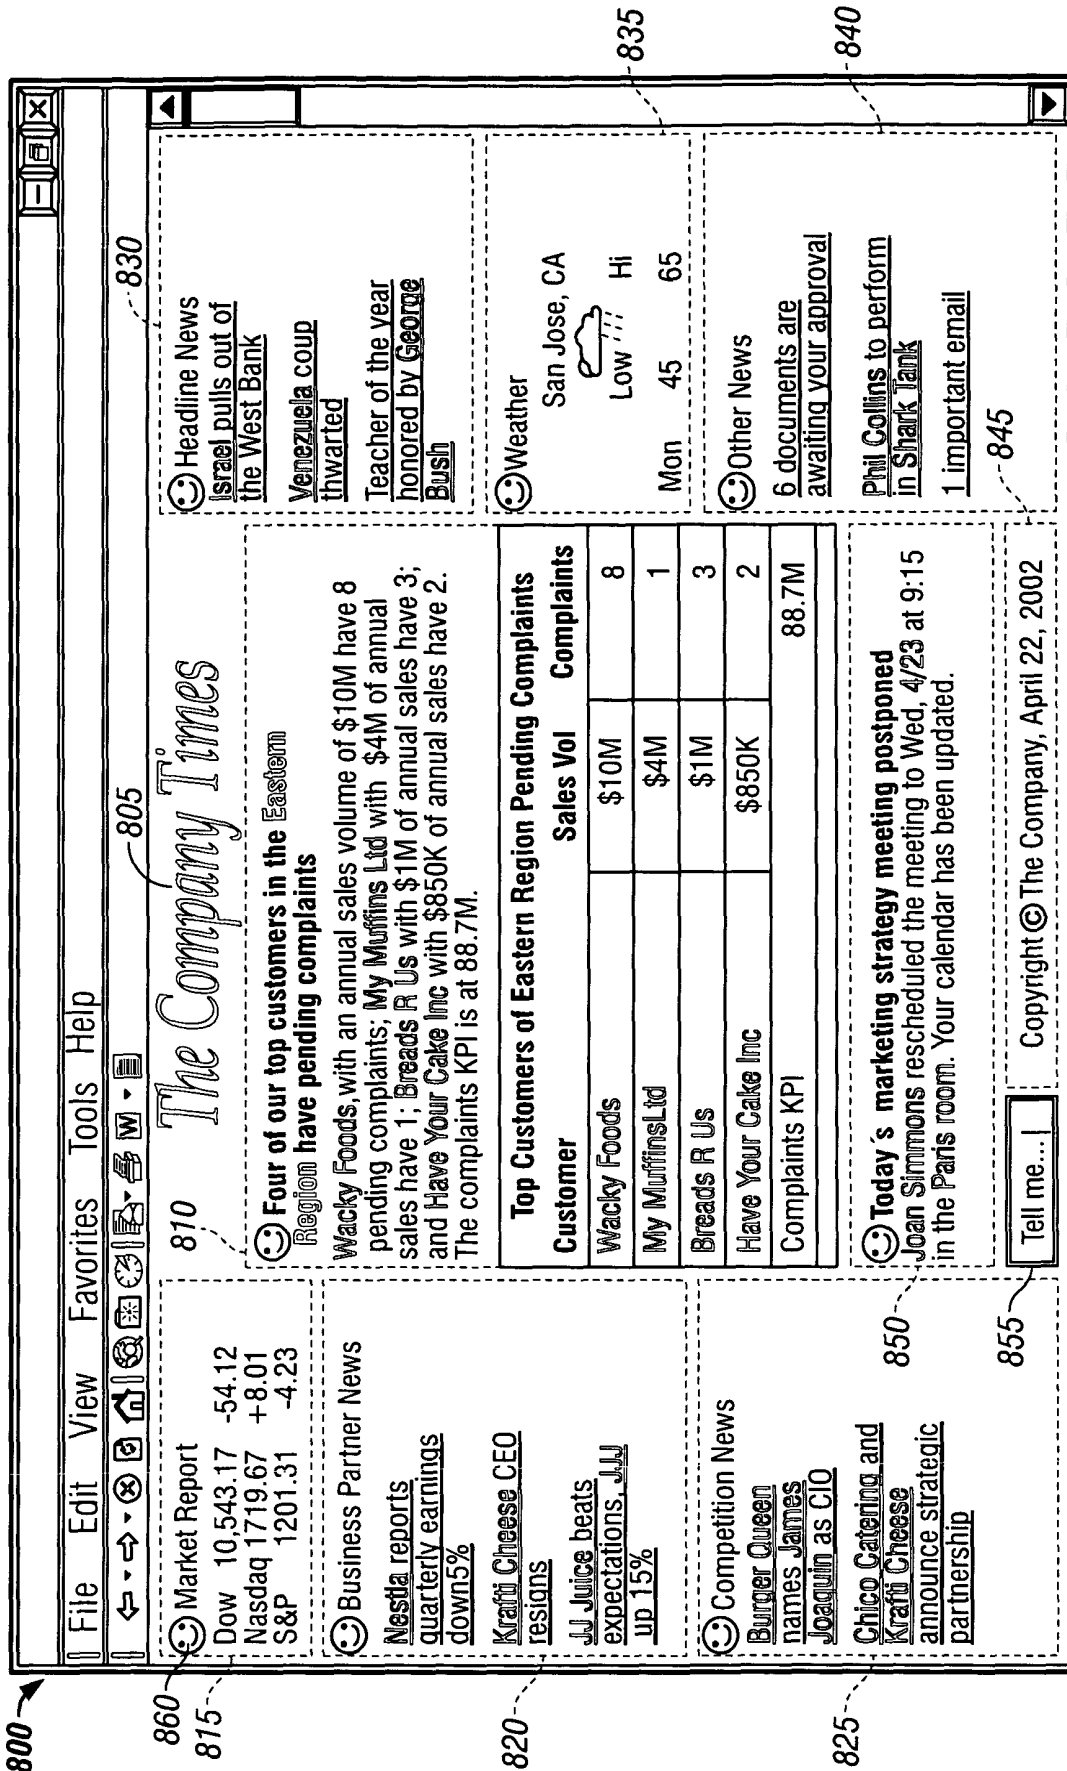 800
File Edit View Favorites Tools Help
W
805
The Company Times
860
Market Report
Dow 10,543.17 -54.12
Nasdaq 1719.67 +8.01
S&P 1201.31 -4.23
815
Business Partner News
Nestla reports
quarterly earnings
down5%
Krafti Cheese CEO
resigns
JJ Juice beats
expectations, JJJ
up 15%
820
Competition News
Burger Queen
names James
Joaquin as CIO
Chico Catering and
Krafti Cheese
announce strategic
partnership
825
810
Four of our top customers in the Eastern
Region have pending complaints
Wacky Foods, with an annual sales volume of $10M have 8
pending complaints; My Muffins Ltd with $4M of annual
sales have 1; Breads R Us with $1M of annual sales have 3;
and Have Your Cake Inc with $850K of annual sales have 2.
The complaints KPI is at 88.7M.
Top Customers of Eastern Region Pending Complaints
Customer Sales Vol Complaints
Wacky Foods $10M 8
My MuffinsLtd $4M 1
Breads R Us $1M 3
Have Your Cake Inc $850K 2
Complaints KPI 88.7M
Today´s marketing strategy meeting postponed
Joan Simmons rescheduled the meeting to Wed, 4/23 at 9:15
in the Paris room. Your calendar has been updated.
850
Tell me...|
855
Copyright © The Company, April 22, 2002
845
830
Headline News
Israel pulls out of
the West Bank
Venezuela coup
thwarted
Teacher of the year
honored by George
Bush
Weather
San Jose, CA
Low Hi
Mon 45 65
835
Other News
6 documents are
awaiting your approval
Phil Collins to perform
in Shark Tank
1 important email
840